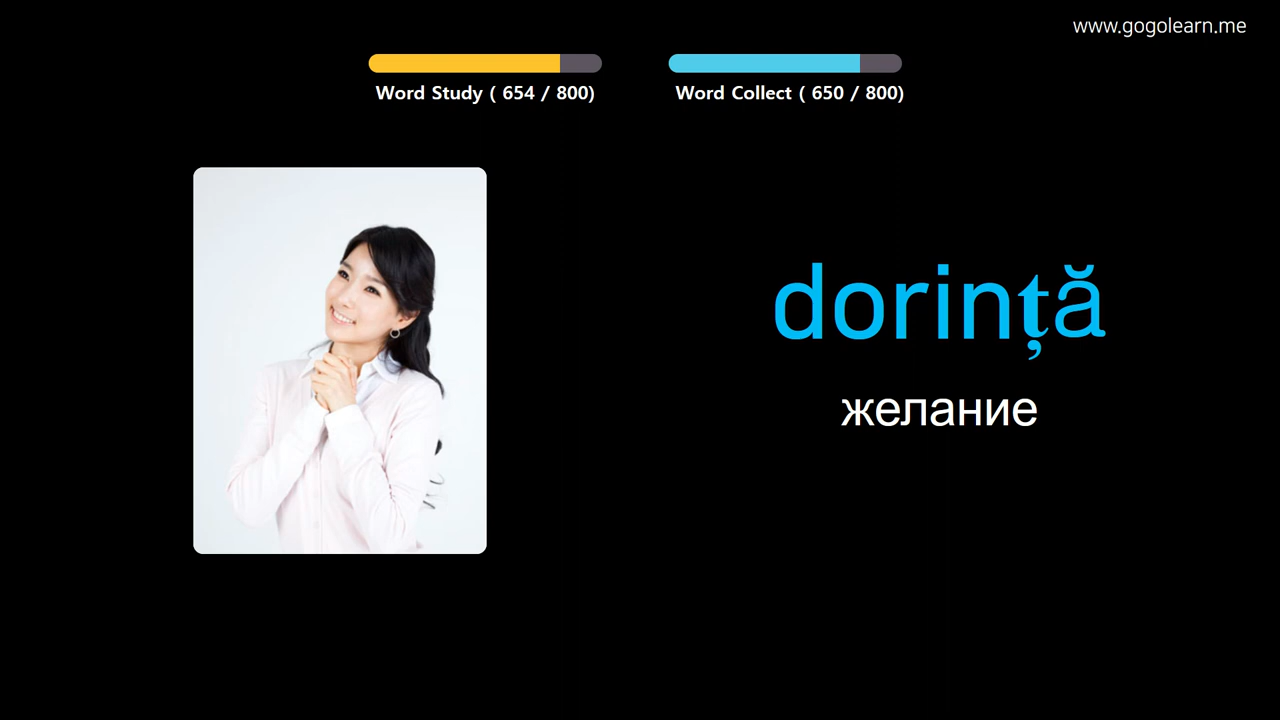 www.gogolearn.me
Word Study ( 654 / 800)
Word Collect ( 650 / 800)
dorință
желание